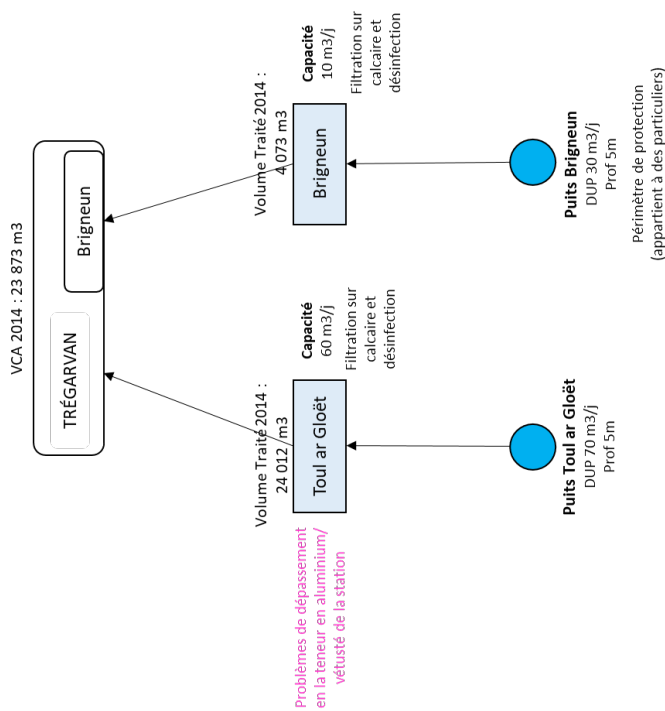 VCA 2014 : 23 873 m3
TRÉGARVAN
Brigneun
Volume Traité 2014 :
24 012 m3
Toul ar Gloët
Capacité
60 m3/j
Filtration sur
calcaire et
désinfection
Problèmes de dépassement
en la teneur en aluminium/
vétusté de la station
Puits Toul ar Gloët
DUP 70 m3/j
Prof 5m
Volume Traité 2014 :
4 073 m3
Brigneun
Capacité
10 m3/j
Filtration sur
calcaire et
désinfection
Puits Brigneun
DUP 30 m3/j
Prof 5m
Périmètre de protection
(appartient à des particuliers)